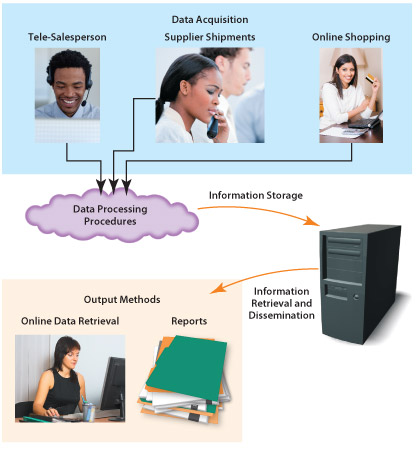 Data Acquisition
Tele-Salesperson
Supplier Shipments
Online Shopping
Data Processing
Procedures
Information Storage
Information
Retrieval and
Dissemination
Output Methods
Online Data Retrieval
Reports